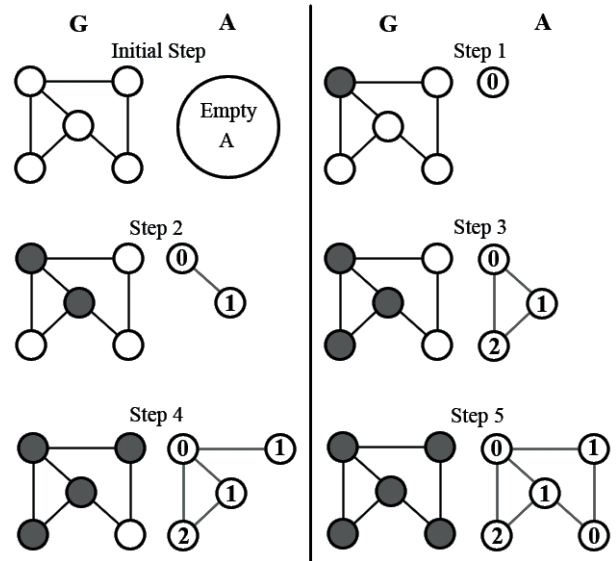 G A
Initial Step
Empty
A
G A
Step 1
0
Step 2
0
1
Step 3
0
1
2
Step 4
0 1
1
2
Step 5
0 1
1
2 0